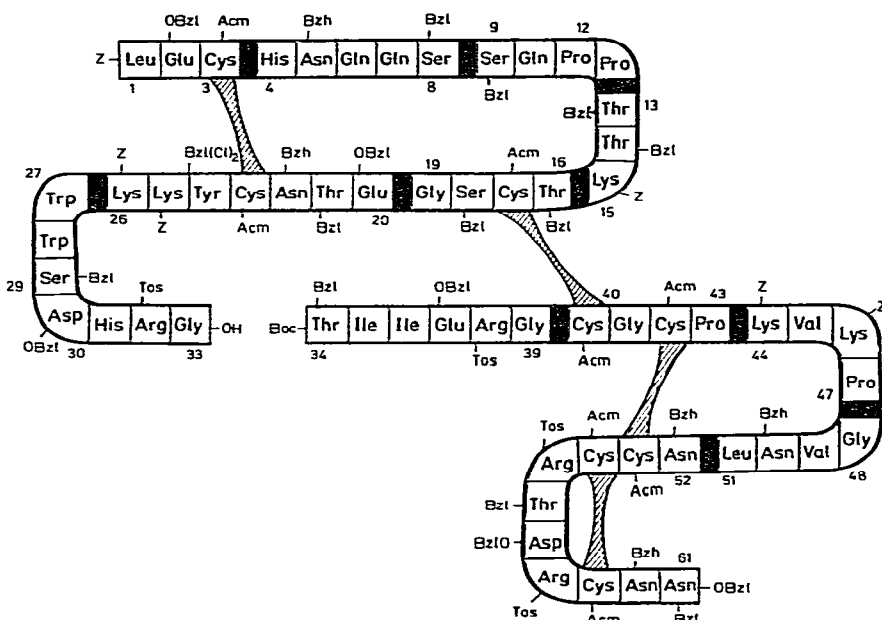 OBzl Acm Bzh Bzl 9 12
Z Leu Glu Cys His Asn Gln Gln Ser Ser Gln Pro Pro
1 3 4 8 Bzl
Bzl Thr 13
Thr Bzl
27 Z Bzl(Cl)2 Bzh OBzl 19 Acm 16
Trp Lys Lys Tyr Cys Asn Thr Glu Gly Ser Cys Thr Lys Z
26 Z Acm Bzl 20 Bzl Bzl 15
Trp
29 Ser Bzl
Tos Bzl OBzl 40 Acm 43 Z Z
Asp His Arg Gly OH Boc Thr Ile Ile Glu Arg Gly Cys Gly Cys Pro Lys Val Lys
OBzl 30 33 34 Tos 39 Acm 44
47 Pro
Tos Acm Bzh Bzh Gly
Arg Cys Cys Asn Leu Asn Val 48
Acm 52 51
Bzl Thr
BzlO Asp
Bzh 61
Arg Cys Asn Asn OBzl
Tos Acm Bzl